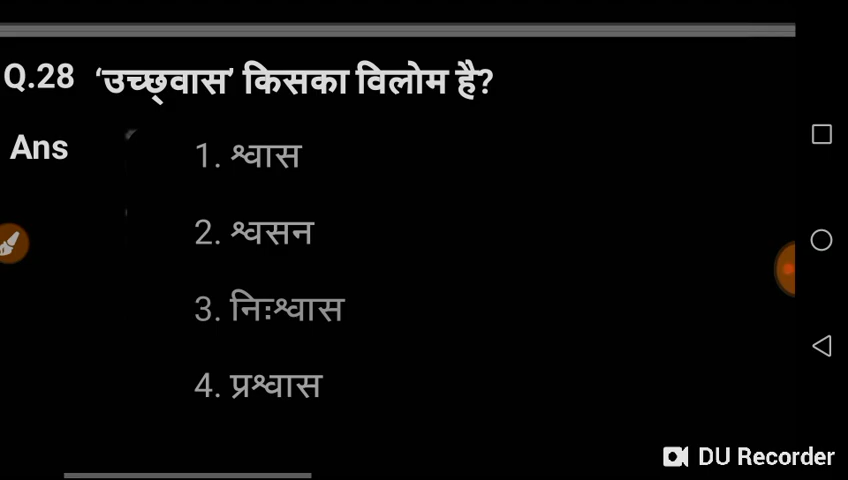 Q.28 ‘उच्छ्वास’ किसका विलोम है?
Ans 1. श्वास
2. श्वसन
3. निःश्वास
4. प्रश्वास
DU Recorder